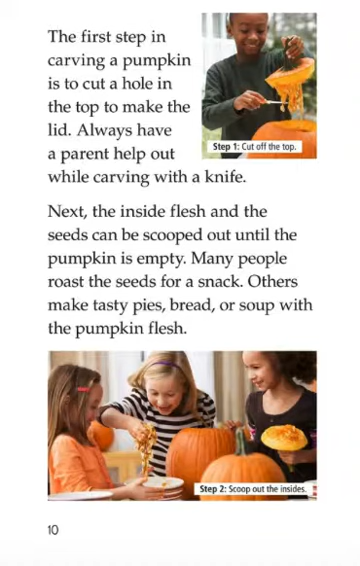 The first step in
carving a pumpkin
is to cut a hole in
the top to make the
lid. Always have
a parent help out
while carving with a knife.
Step 1: Cut off the top.
Next, the inside flesh and the
seeds can be scooped out until the
pumpkin is empty. Many people
roast the seeds for a snack. Others
make tasty pies, bread, or soup with
the pumpkin flesh.
Step 2: Scoop out the insides.
10